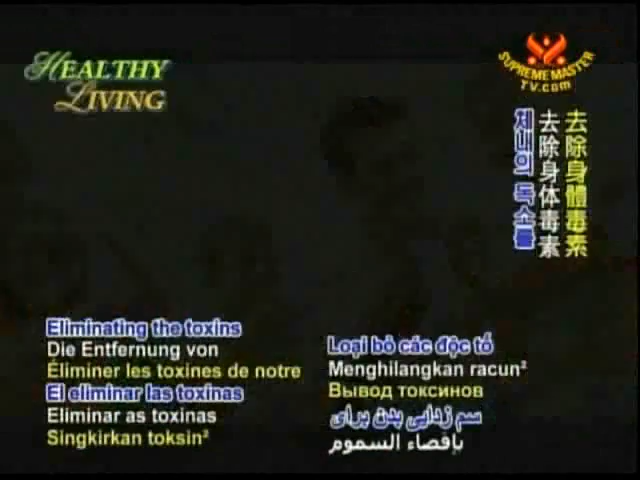 HEALTHY
LIVING
SUPREME MASTER
TV.com
去除身體毒素
去除身体毒素
체내의 독소를
Eliminating the toxins
Die Entfernung von
Éliminer les toxines de notre
El eliminar las toxinas
Eliminar as toxinas
Singkirkan toksin²
Loại bỏ các độc tố
Menghilangkan racun²
Вывод токсинов
سم زدایی بدن برای
بإقصاء السموم